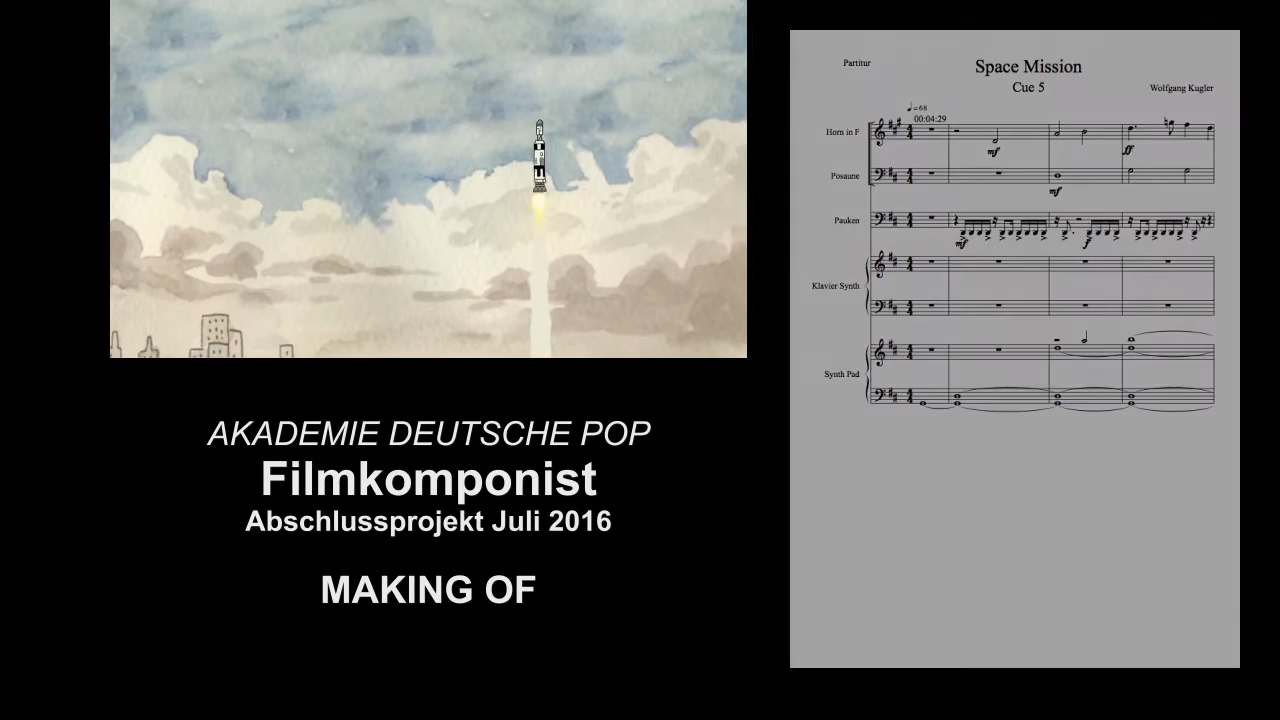 AKADEMIE DEUTSCHE POP
Filmkomponist
Abschlussprojekt Juli 2016
MAKING OF
Partitur
Space Mission
Cue 5
Wolfgang Kugler
♩=68
00:04:29
Horn in F
mf
ff
Posaune
mf
Pauken
mf
f
Klavier Synth
Synth Pad